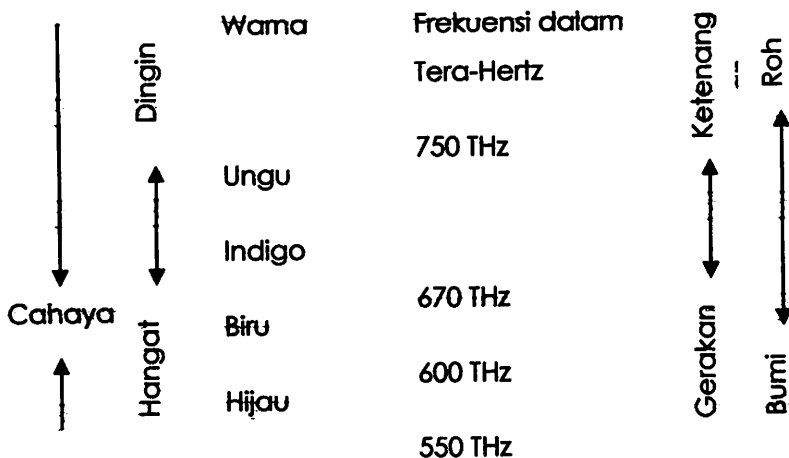 Warna
Frekuensi dalam
Tera-Hertz
Dingin
Ketenang
Roh
750 THz
Ungu
Indigo
670 THz
Cahaya
Biru
Hangat
Gerakan
Bumi
600 THz
Hijau
550 THz